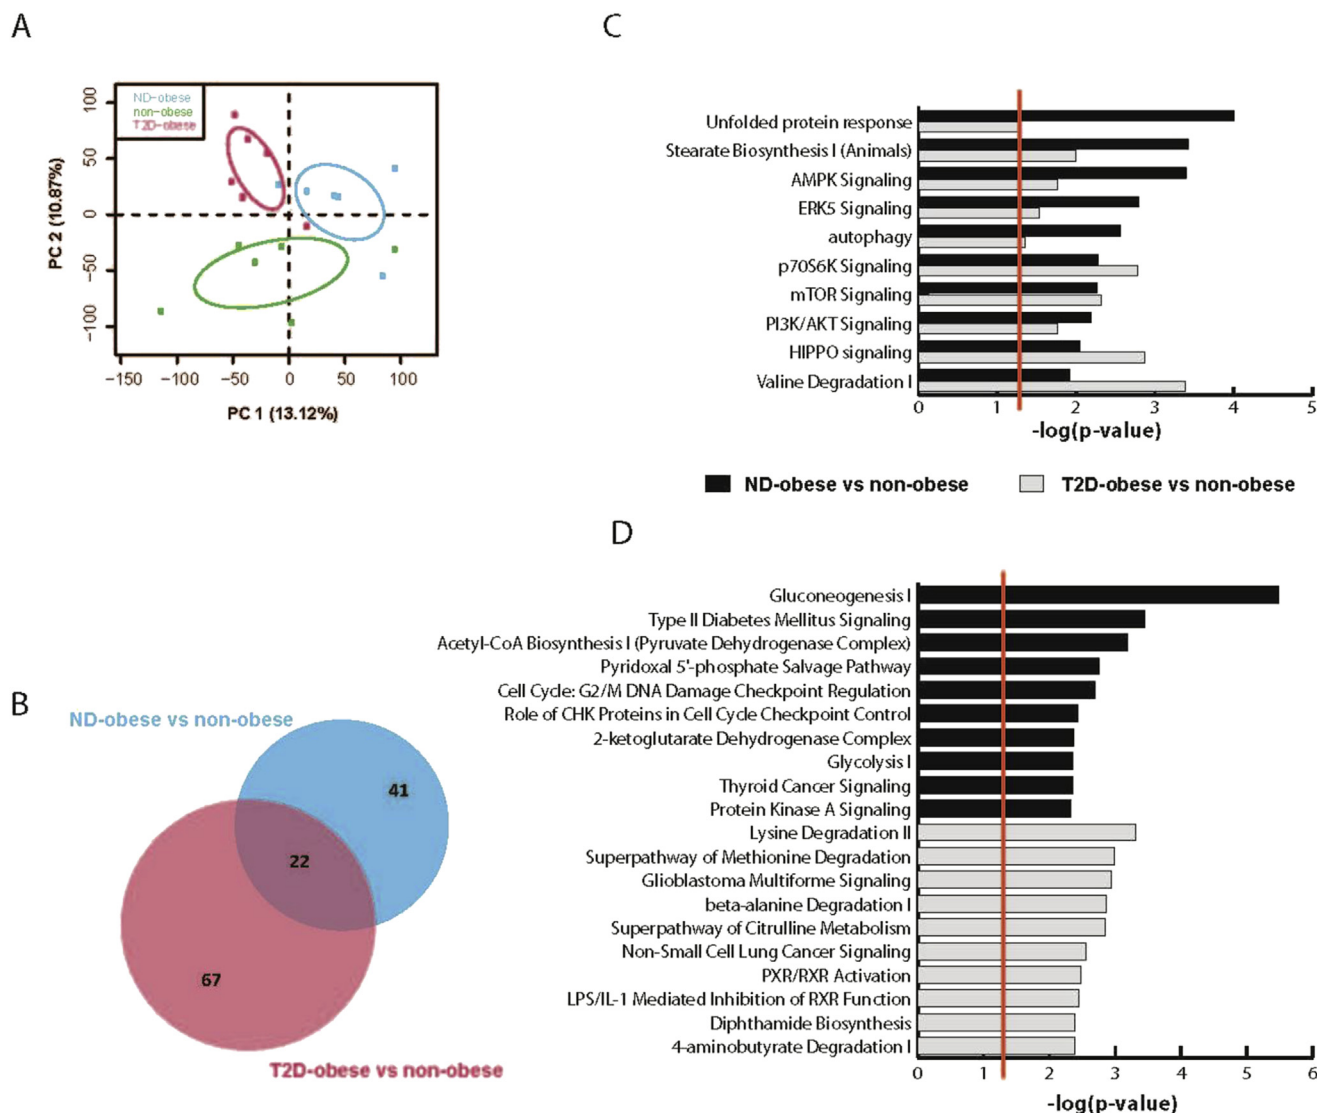 A
ND-obese
non-obese
T2D-obese
PC 2 (10.87%)
100
50
0
−50
−100
−150 −100 −50 0 50 100
PC 1 (13.12%)
B
ND-obese vs non-obese
41
22
67
T2D-obese vs non-obese
C
Unfolded protein response
Stearate Biosynthesis I (Animals)
AMPK Signaling
ERK5 Signaling
autophagy
p70S6K Signaling
mTOR Signaling
PI3K/AKT Signaling
HIPPO signaling
Valine Degradation I
0 1 2 3 4 5
-log(p-value)
ND-obese vs non-obese T2D-obese vs non-obese
D
Gluconeogenesis I
Type II Diabetes Mellitus Signaling
Acetyl-CoA Biosynthesis I (Pyruvate Dehydrogenase Complex)
Pyridoxal 5'-phosphate Salvage Pathway
Cell Cycle: G2/M DNA Damage Checkpoint Regulation
Role of CHK Proteins in Cell Cycle Checkpoint Control
2-ketoglutarate Dehydrogenase Complex
Glycolysis I
Thyroid Cancer Signaling
Protein Kinase A Signaling
Lysine Degradation II
Superpathway of Methionine Degradation
Glioblastoma Multiforme Signaling
beta-alanine Degradation I
Superpathway of Citrulline Metabolism
Non-Small Cell Lung Cancer Signaling
PXR/RXR Activation
LPS/IL-1 Mediated Inhibition of RXR Function
Diphthamide Biosynthesis
4-aminobutyrate Degradation I
0 1 2 3 4 5 6
-log(p-value)